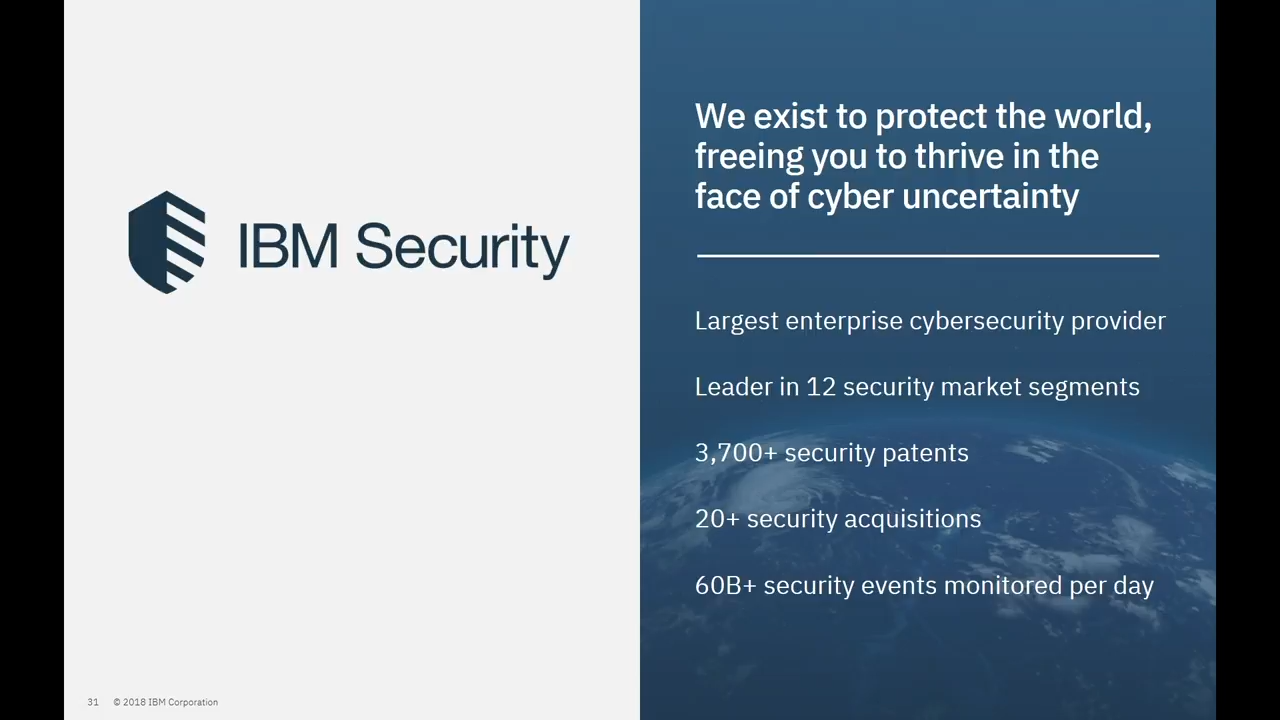 IBM Security
We exist to protect the world,
freeing you to thrive in the
face of cyber uncertainty
Largest enterprise cybersecurity provider
Leader in 12 security market segments
3,700+ security patents
20+ security acquisitions
60B+ security events monitored per day
31 © 2018 IBM Corporation